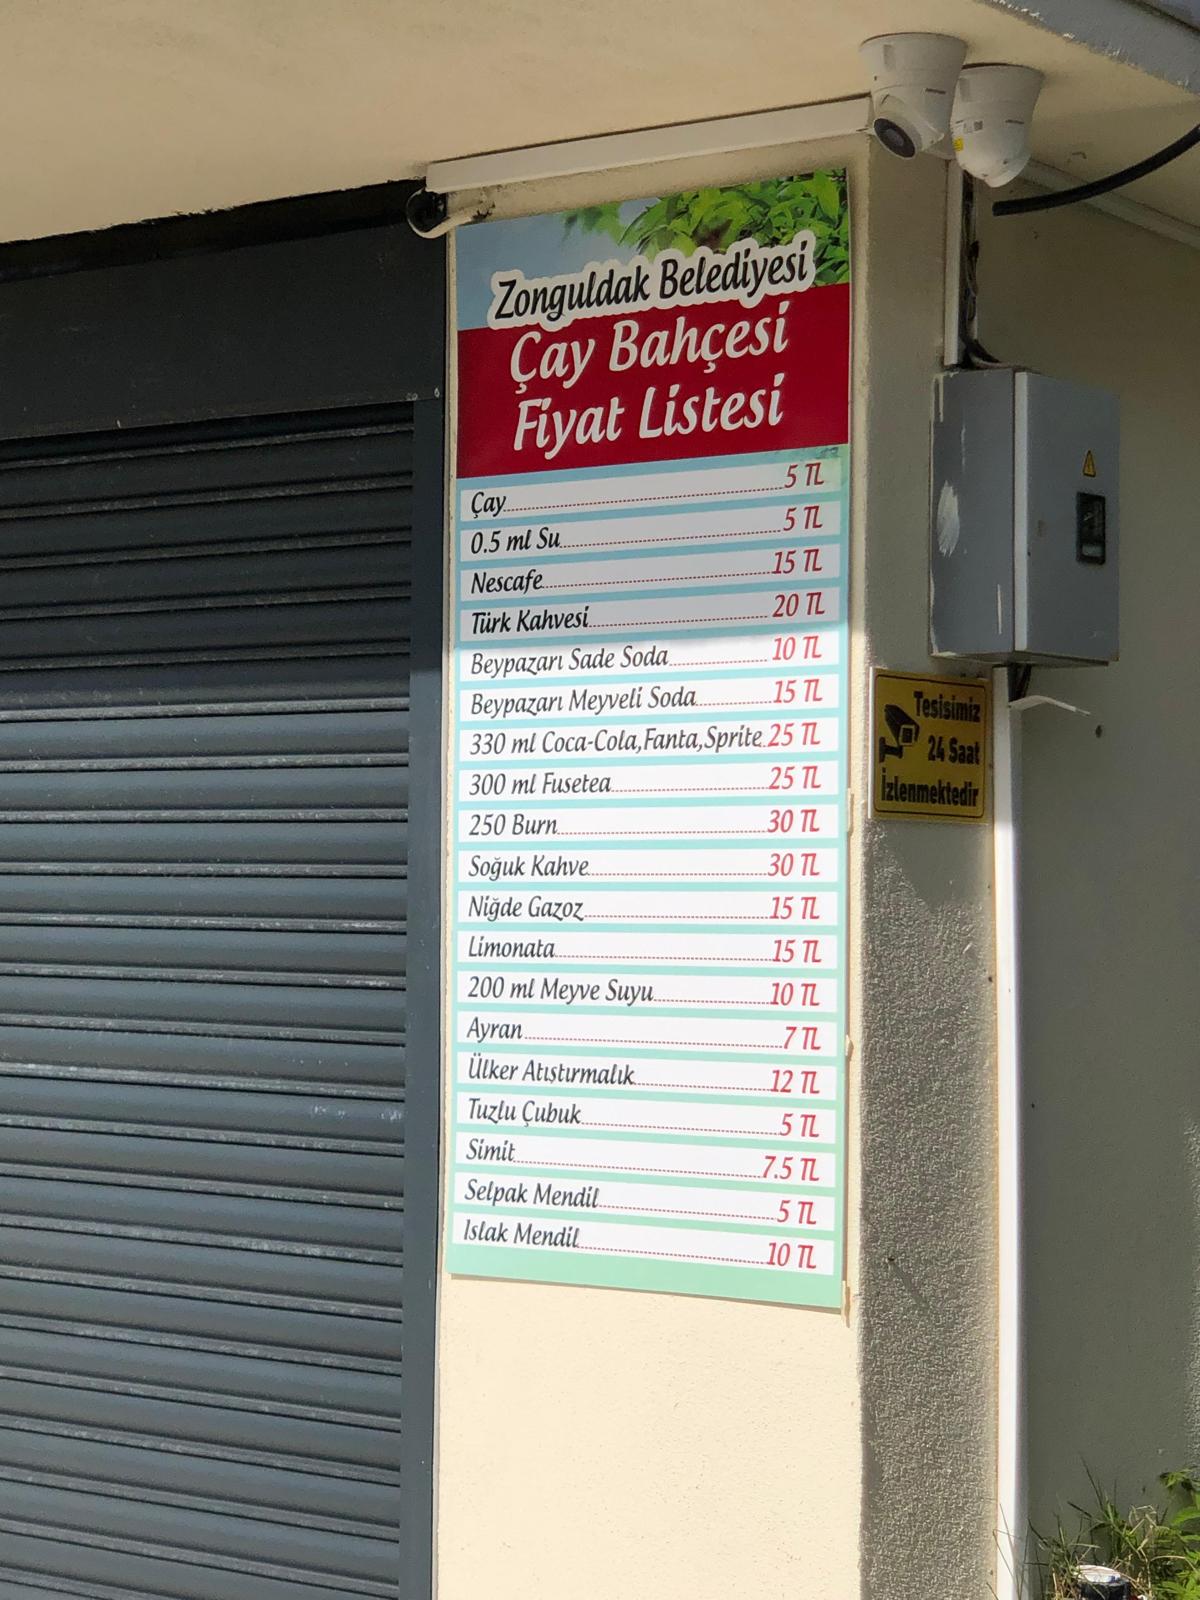 Zonguldak Belediyesi
Çay Bahçesi
Fiyat Listesi
Çay 5 TL
0.5 ml Su 5 TL
Nescafe 15 TL
Türk Kahvesi 20 TL
Beypazarı Sade Soda 10 TL
Beypazarı Meyveli Soda 15 TL
330 ml Coca-Cola,Fanta,Sprite 25 TL
300 ml Fusetea 25 TL
250 Burn 30 TL
Soğuk Kahve 30 TL
Niğde Gazoz 15 TL
Limonata 15 TL
200 ml Meyve Suyu 10 TL
Ayran 7 TL
Ülker Atıştırmalık 12 TL
Tuzlu Çubuk 5 TL
Simit 7.5 TL
Selpak Mendil 5 TL
Islak Mendil 10 TL
Tesisimiz
24 Saat
İzlenmektedir